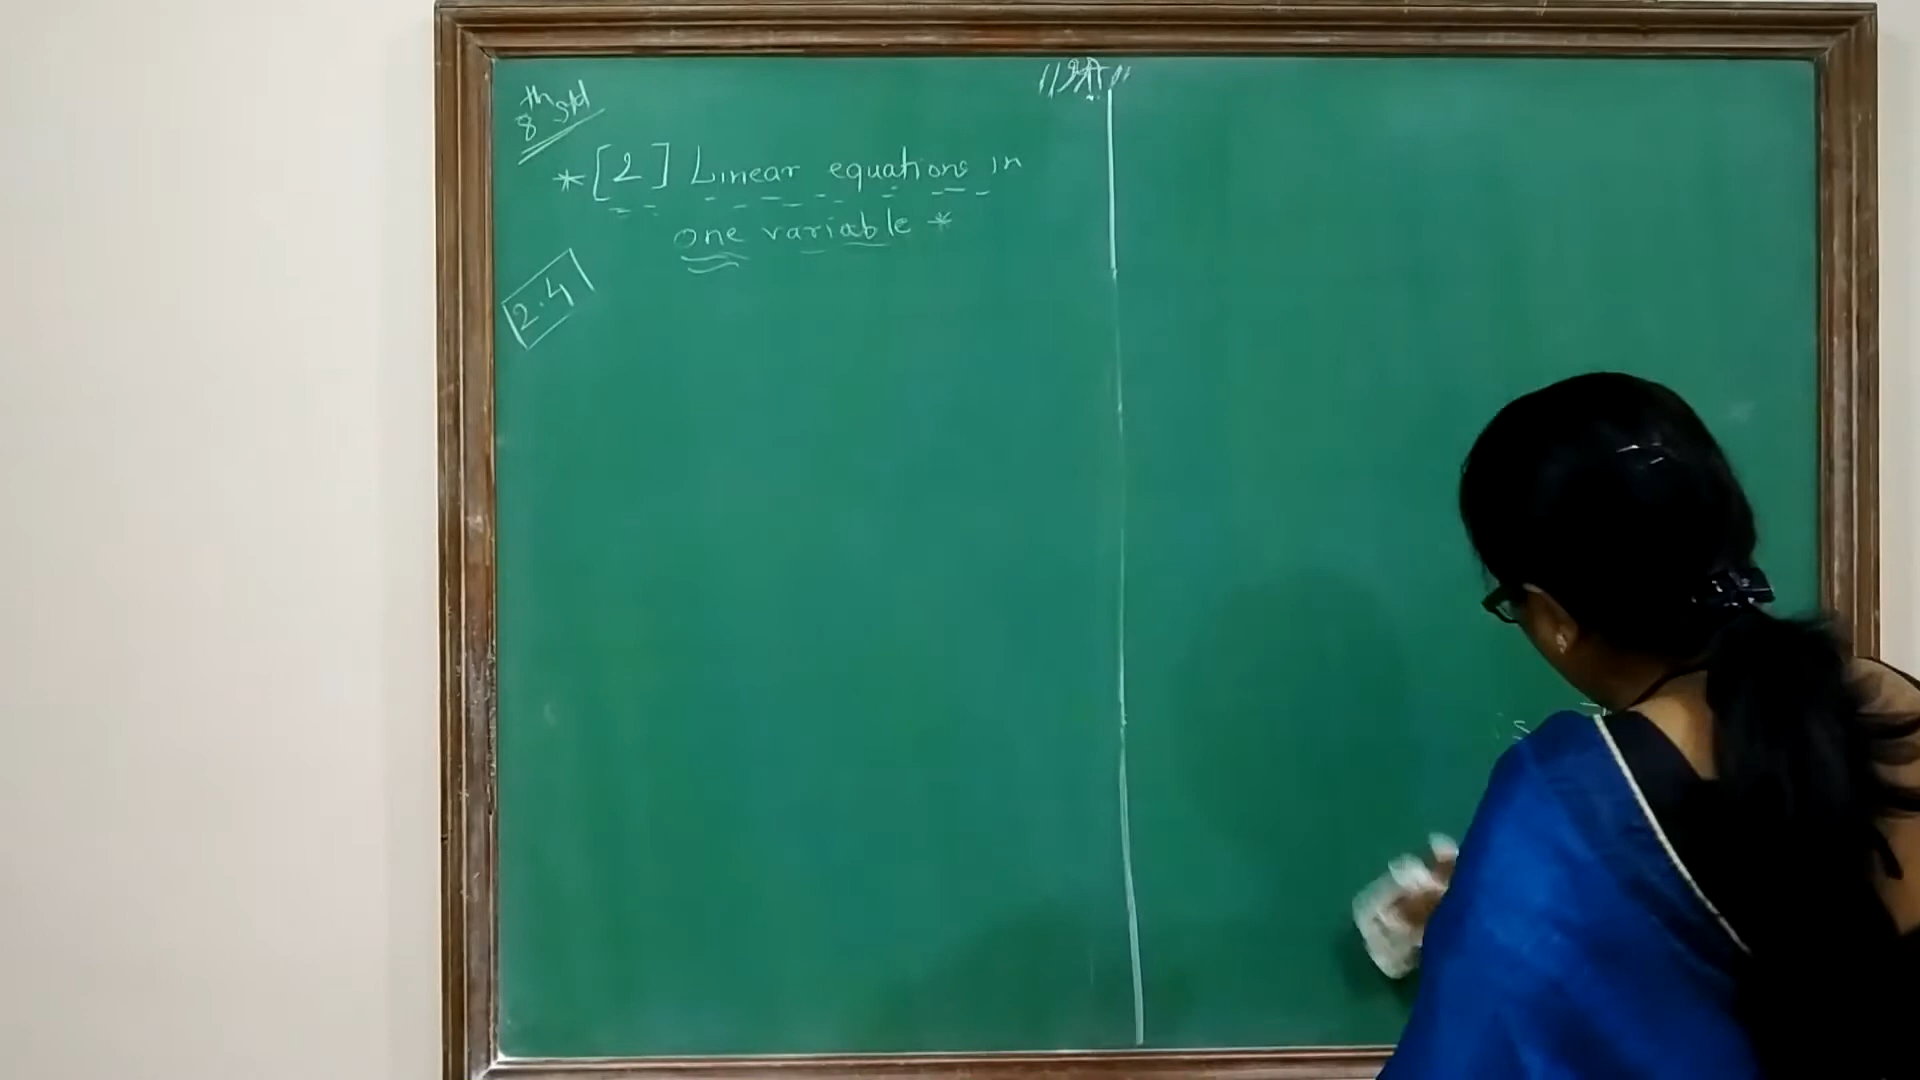 8th Std
* [2] Linear equations in
one variable *
2.4